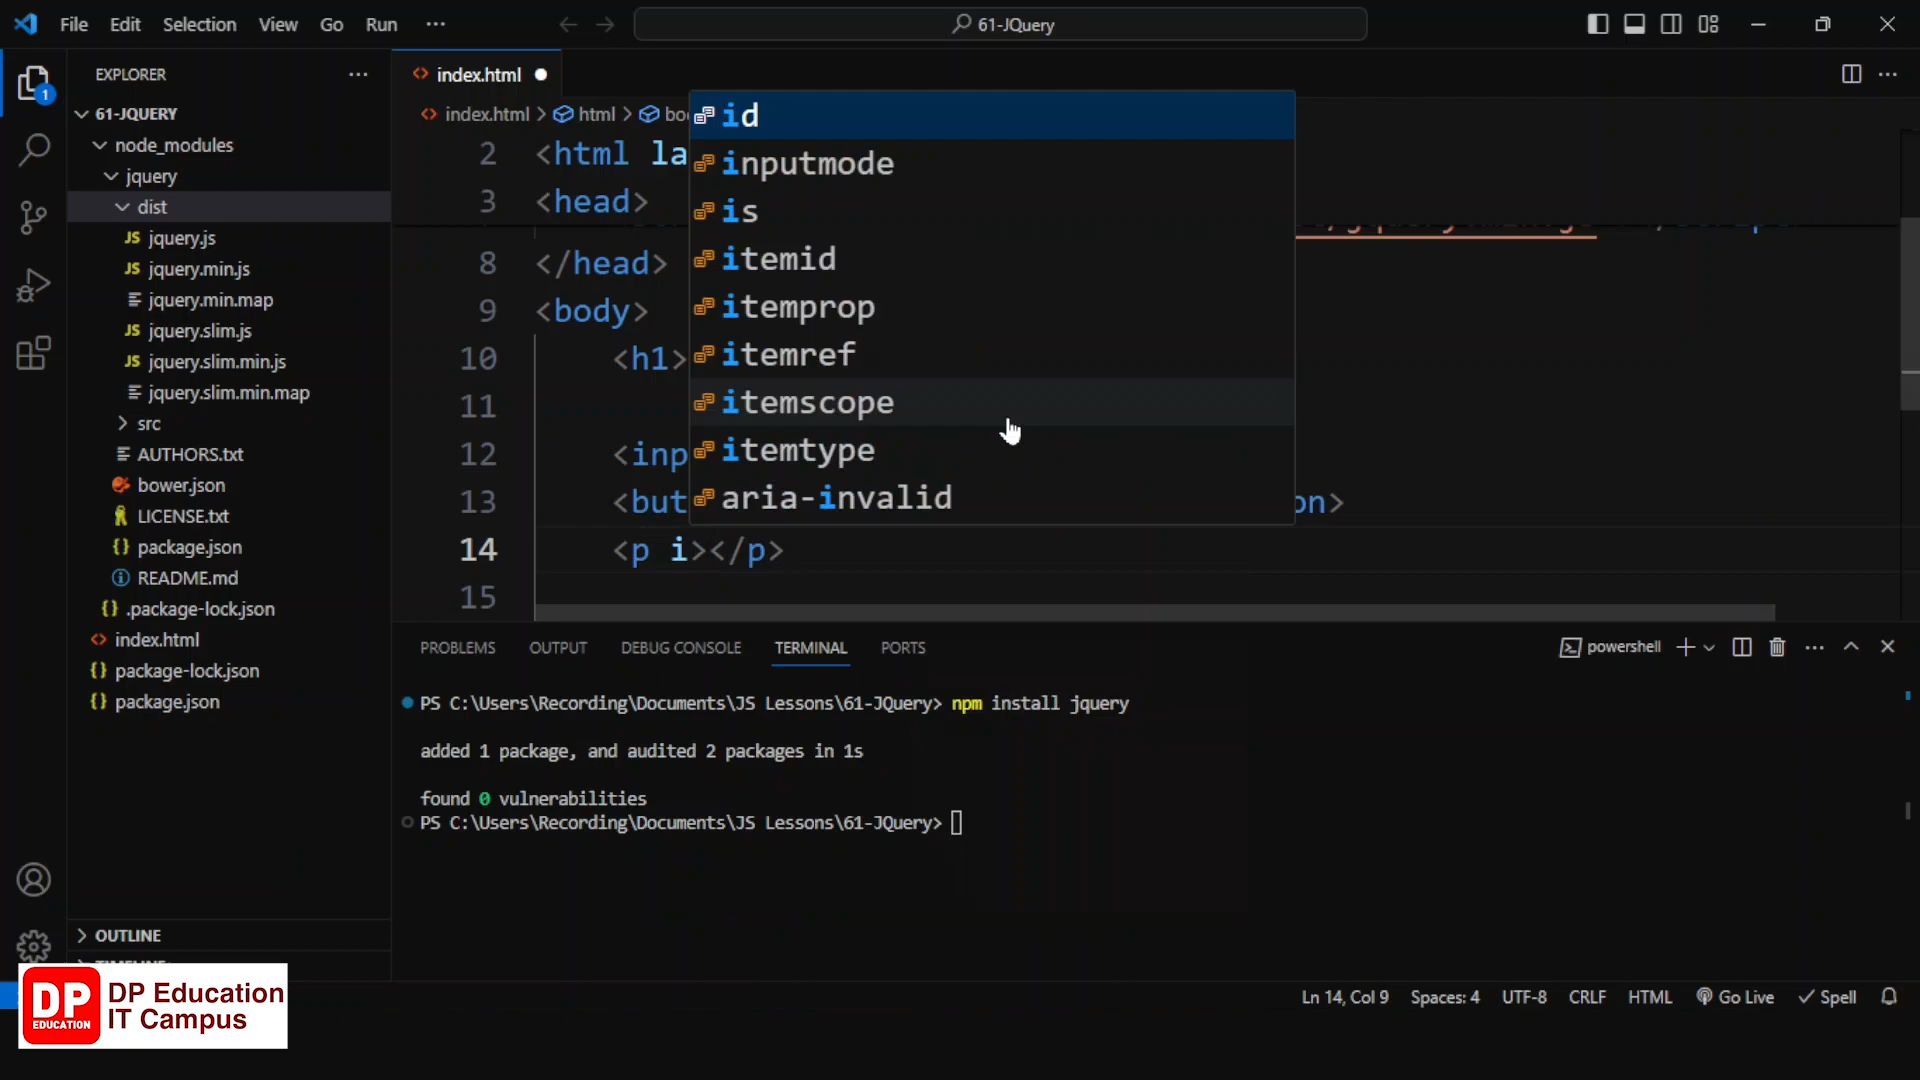 File Edit Selection View Go Run ···
61-JQuery
EXPLORER ···
61-JQUERY
node_modules
jquery
dist
JS jquery.js
JS jquery.min.js
jquery.min.map
JS jquery.slim.js
JS jquery.slim.min.js
jquery.slim.min.map
src
AUTHORS.txt
bower.json
LICENSE.txt
{} package.json
README.md
{} .package-lock.json
<> index.html
{} package-lock.json
{} package.json
OUTLINE
1
<> index.html
<> index.html > html >
id
inputmode
is
itemid
itemprop
itemref
itemscope
itemtype
aria-invalid
2 <html la
3 <head>
8 </head>
9 <body>
10 <h1>
11
12 <inp
13 <but on>
14 <p i></p>
15
PROBLEMS OUTPUT DEBUG CONSOLE TERMINAL PORTS
powershell
PS C:\Users\Recording\Documents\JS Lessons\61-JQuery> npm install jquery
added 1 package, and audited 2 packages in 1s
found 0 vulnerabilities
PS C:\Users\Recording\Documents\JS Lessons\61-JQuery>
Ln 14, Col 9 Spaces: 4 UTF-8 CRLF HTML Go Live Spell
DP EDUCATION
DP Education
IT Campus